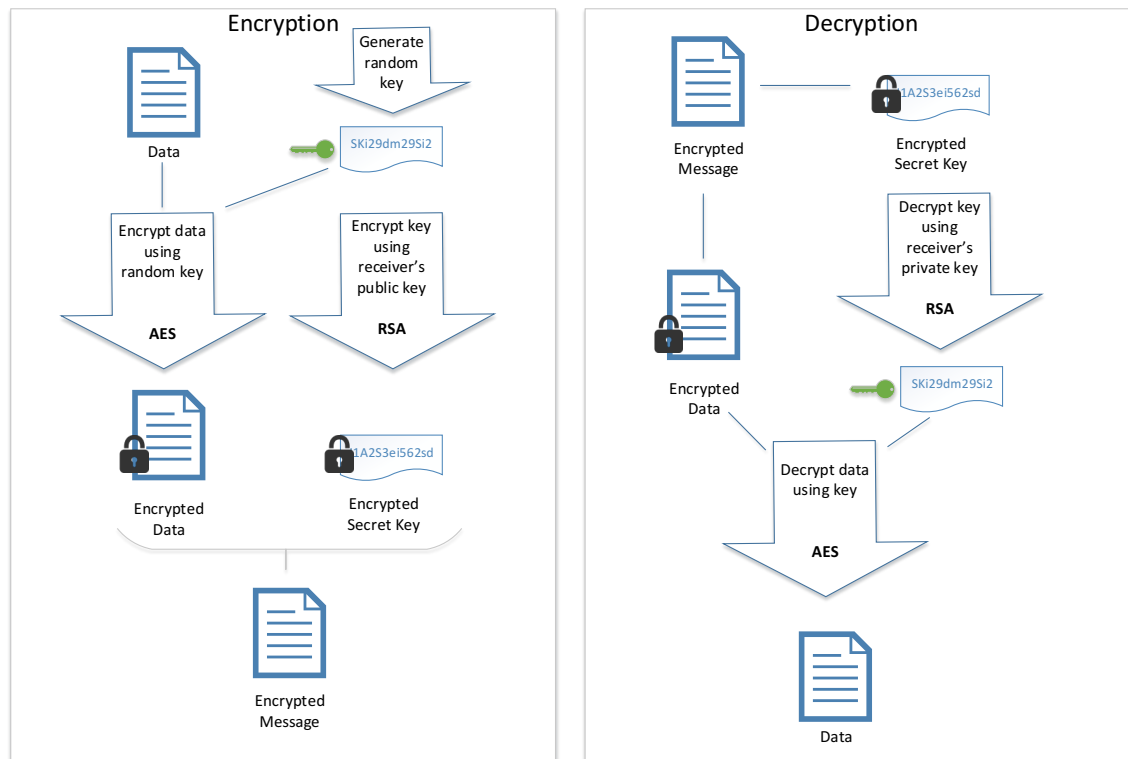 Encryption
Generate
random
key
Data
SKi29dm29Si2
Encrypt data
using
random key
AES
Encrypt key
using
receiver's
public key
RSA
Encrypted
Data
1A2S3ei562sd
Encrypted
Secret Key
Encrypted
Message
Decryption
Encrypted
Message
1A2S3ei562sd
Encrypted
Secret Key
Decrypt key
using
receiver's
private key
RSA
Encrypted
Data
SKi29dm29Si2
Decrypt data
using key
AES
Data